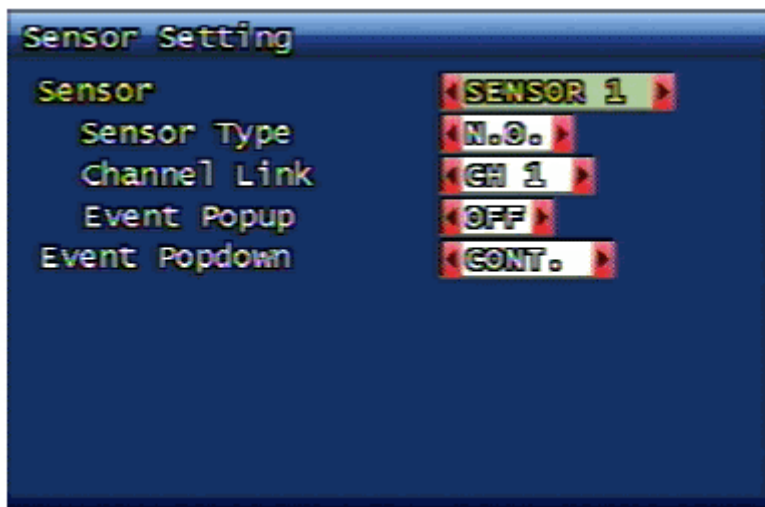 Sensor Setting
Sensor SENSOR 1
Sensor Type N.O.
Channel Link CH 1
Event Popup OFF
Event Popdown CONT.